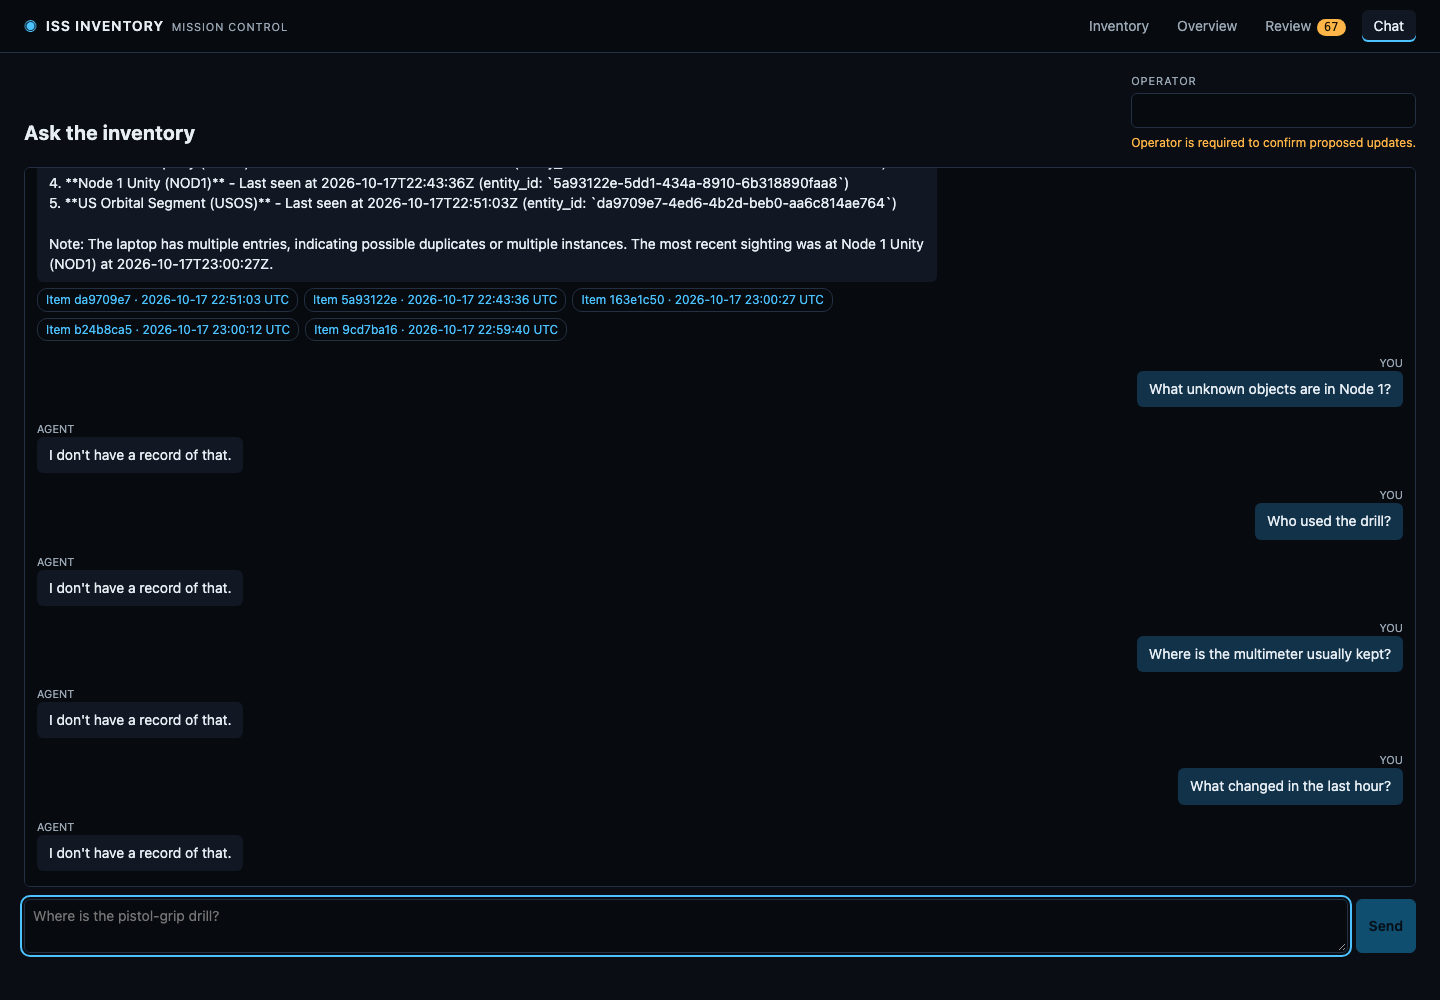 ISS INVENTORY MISSION CONTROL
Inventory
Overview
Review 67
Chat
OPERATOR
Operator is required to confirm proposed updates.
Ask the inventory
4. **Node 1 Unity (NOD1)** - Last seen at 2026-10-17T22:43:36Z (entity_id: `5a93122e-5dd1-434a-8910-6b318890faa8`)
5. **US Orbital Segment (USOS)** - Last seen at 2026-10-17T22:51:03Z (entity_id: `da9709e7-4ed6-4b2d-beb0-aa6c814ae764`)
Note: The laptop has multiple entries, indicating possible duplicates or multiple instances. The most recent sighting was at Node 1 Unity
(NOD1) at 2026-10-17T23:00:27Z.
Item da9709e7 · 2026-10-17 22:51:03 UTC
Item 5a93122e · 2026-10-17 22:43:36 UTC
Item 163e1c50 · 2026-10-17 23:00:27 UTC
Item b24b8ca5 · 2026-10-17 23:00:12 UTC
Item 9cd7ba16 · 2026-10-17 22:59:40 UTC
YOU
What unknown objects are in Node 1?
AGENT
I don't have a record of that.
YOU
Who used the drill?
AGENT
I don't have a record of that.
YOU
Where is the multimeter usually kept?
AGENT
I don't have a record of that.
YOU
What changed in the last hour?
AGENT
I don't have a record of that.
Where is the pistol-grip drill?
Send